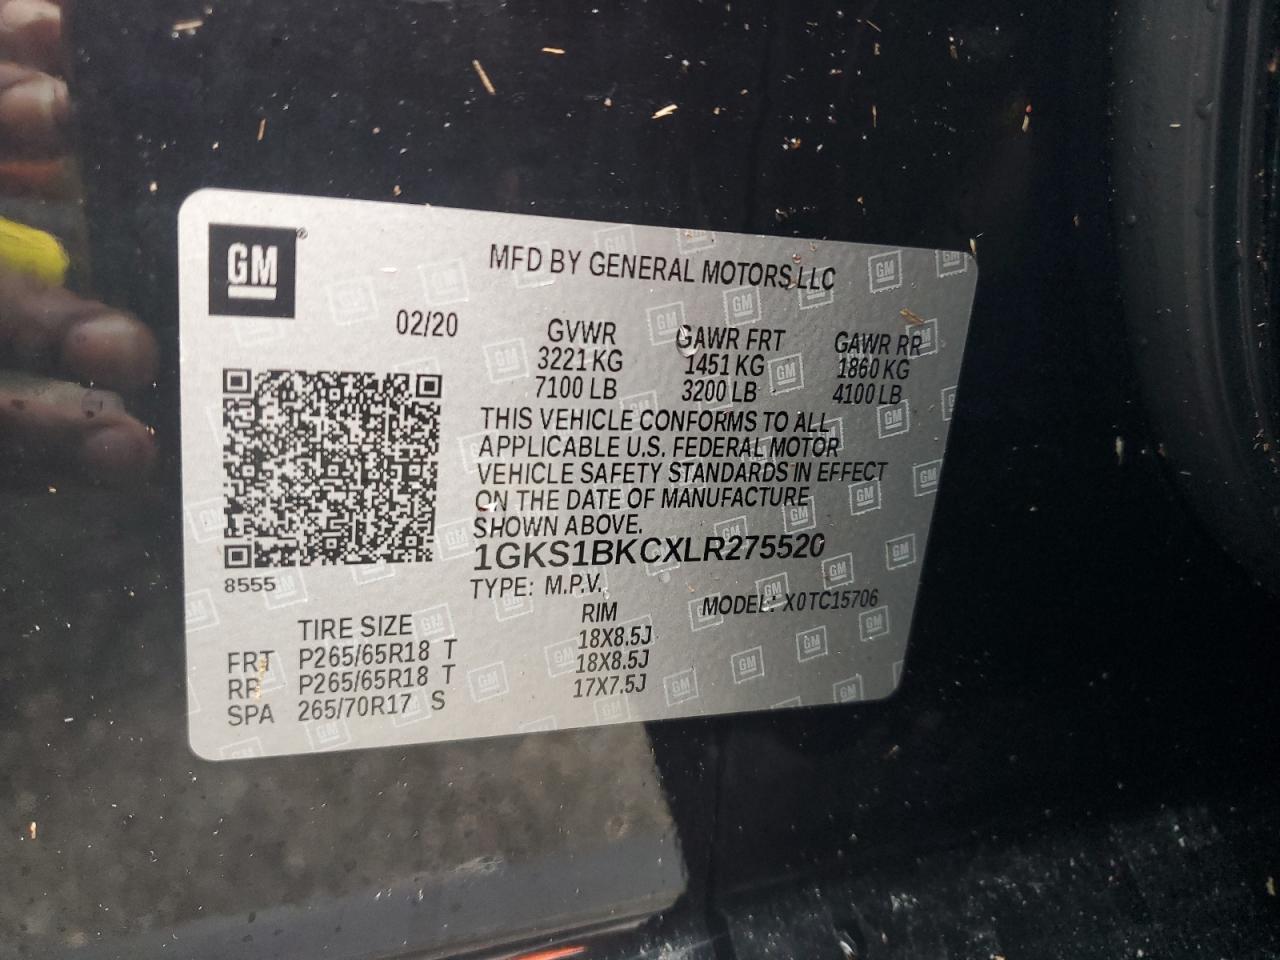 GM®
MFD BY GENERAL MOTORS LLC
02/20
GVWR GAWR FRT GAWR RR
3221 KG 1451 KG 1860 KG
7100 LB 3200 LB 4100 LB
THIS VEHICLE CONFORMS TO ALL
APPLICABLE U.S. FEDERAL MOTOR
VEHICLE SAFETY STANDARDS IN EFFECT
ON THE DATE OF MANUFACTURE
SHOWN ABOVE.
1GKS1BKCXLR275520
8555
TYPE: M.P.V. MODEL: X0TC15706
TIRE SIZE RIM
FRT P265/65R18 T 18X8.5J
RR P265/65R18 T 18X8.5J
SPA 265/70R17 S 17X7.5J